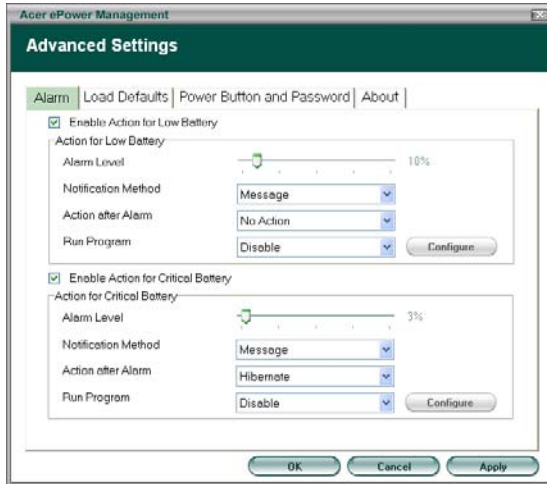 Acer ePower Management
Advanced Settings
Alarm Load Defaults Power Button and Password About
Enable Action for Low Battery
Action for Low Battery
Alarm Level 10%
Notification Method Message
Action after Alarm No Action
Run Program Disable Configure
Enable Action for Critical Battery
Action for Critical Battery
Alarm Level 3%
Notification Method Message
Action after Alarm Hibernate
Run Program Disable Configure
OK Cancel Apply